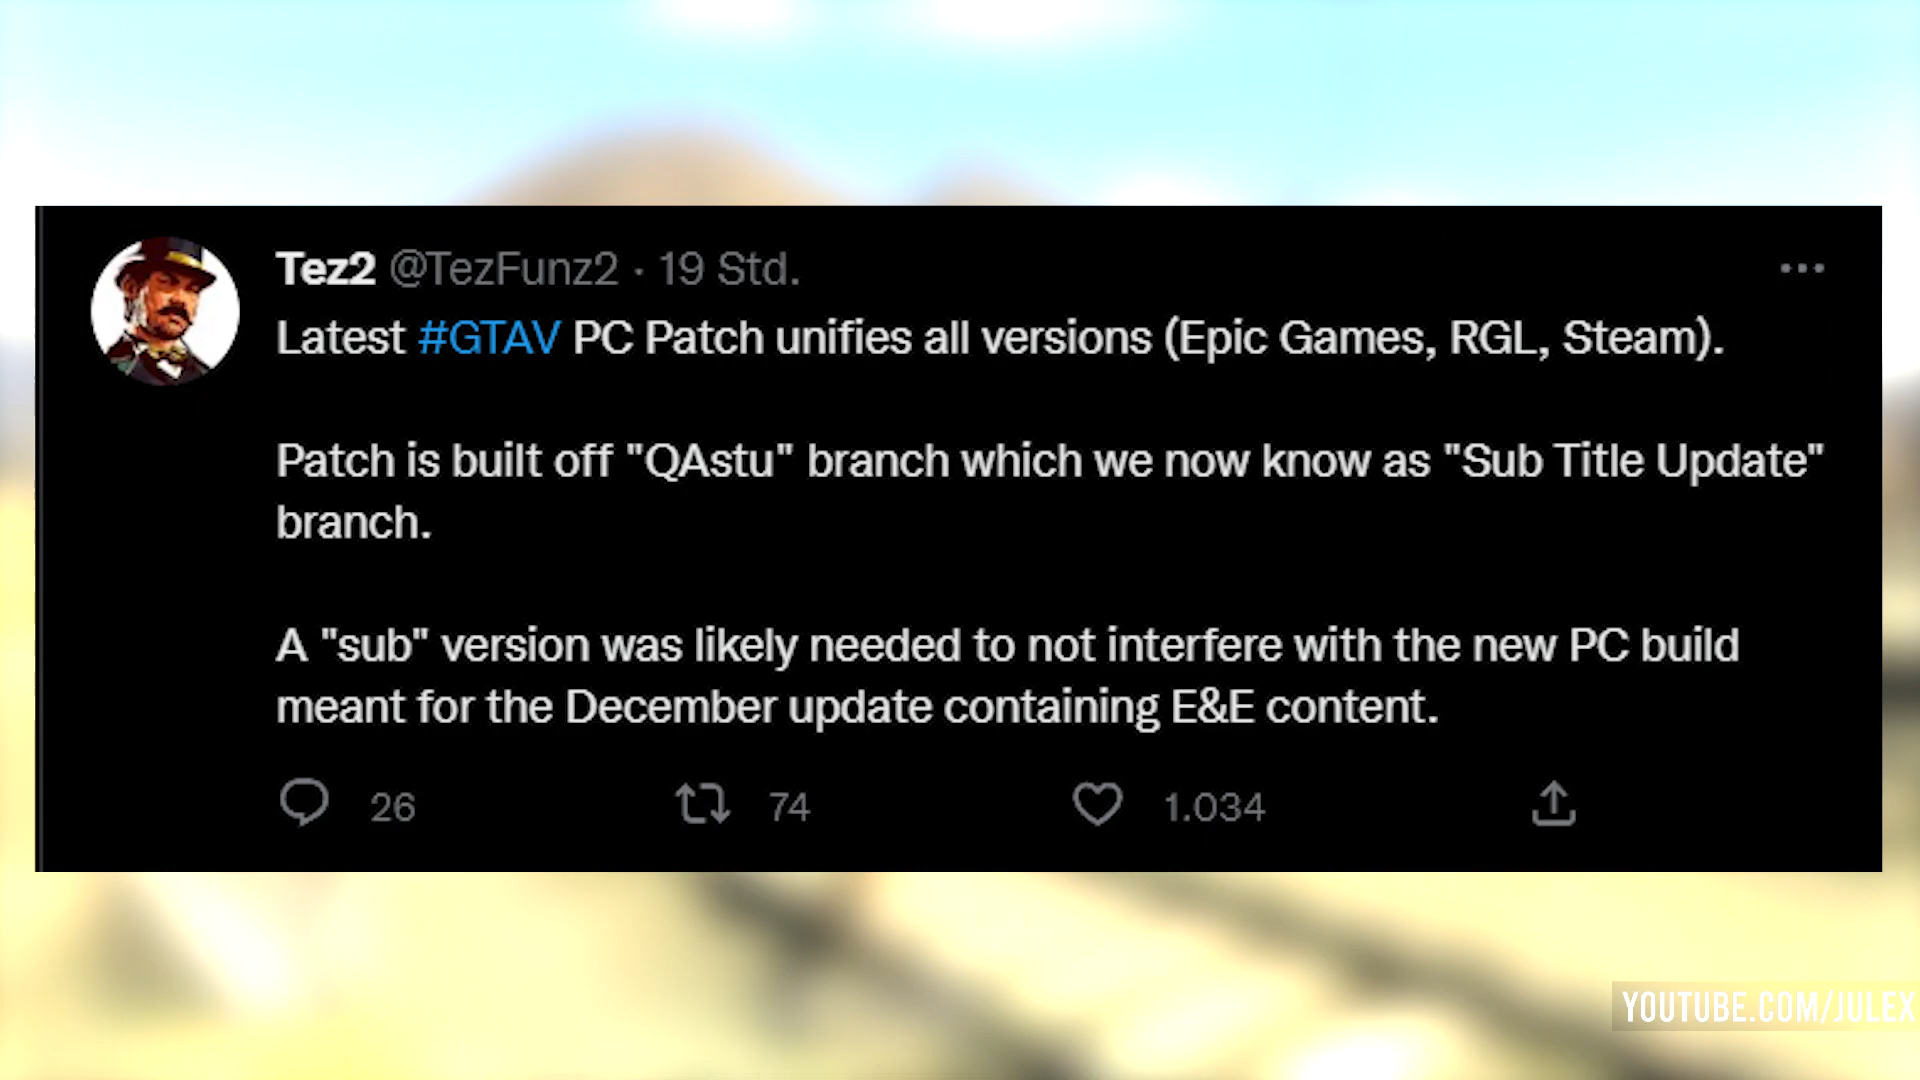 Tez2 @TezFunz2 · 19 Std.
Latest #GTAV PC Patch unifies all versions (Epic Games, RGL, Steam).
Patch is built off "QAstu" branch which we now know as "Sub Title Update"
branch.
A "sub" version was likely needed to not interfere with the new PC build
meant for the December update containing E&E content.
26 74 1.034
YOUTUBE.COM/JULEX